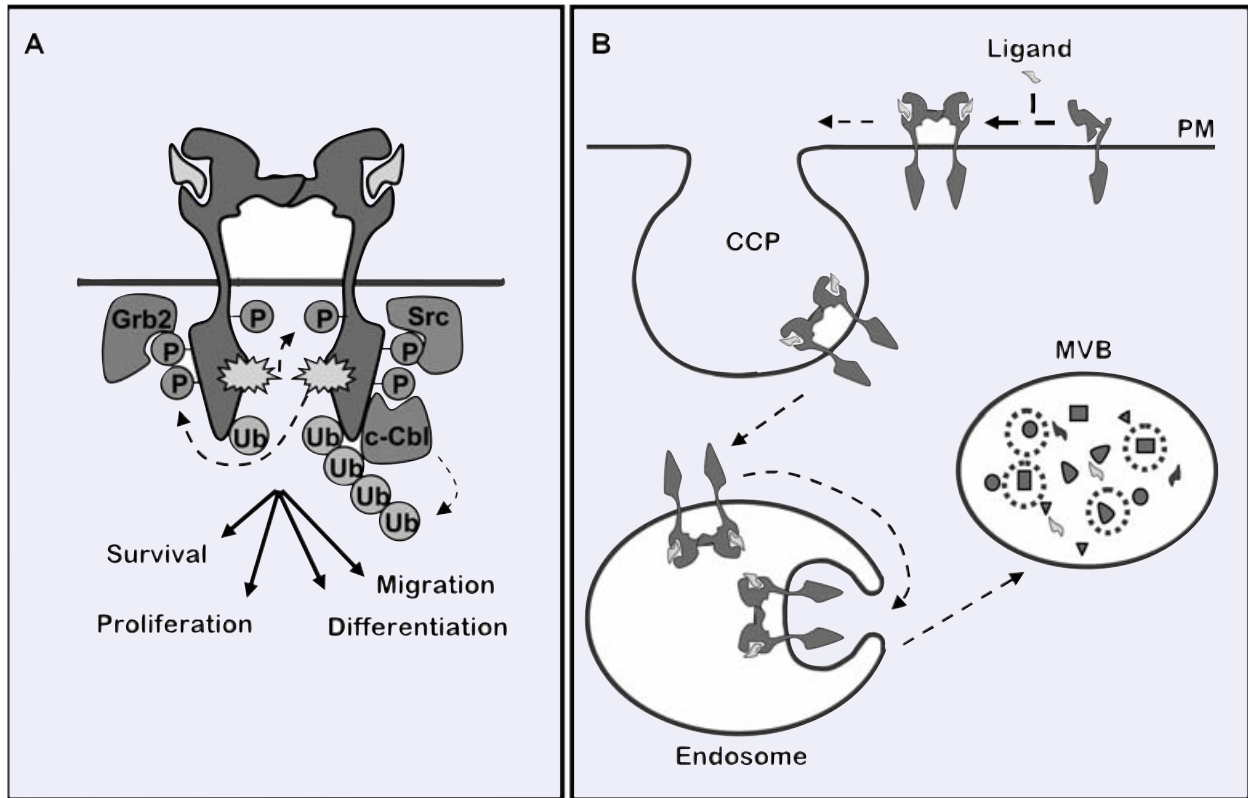 A
Grb2
P
P
Src
P
P
P
P
Ub
Ub
c-Cbl
Ub
Ub
Ub
Survival
Migration
Proliferation
Differentiation
B
Ligand
PM
CCP
MVB
Endosome